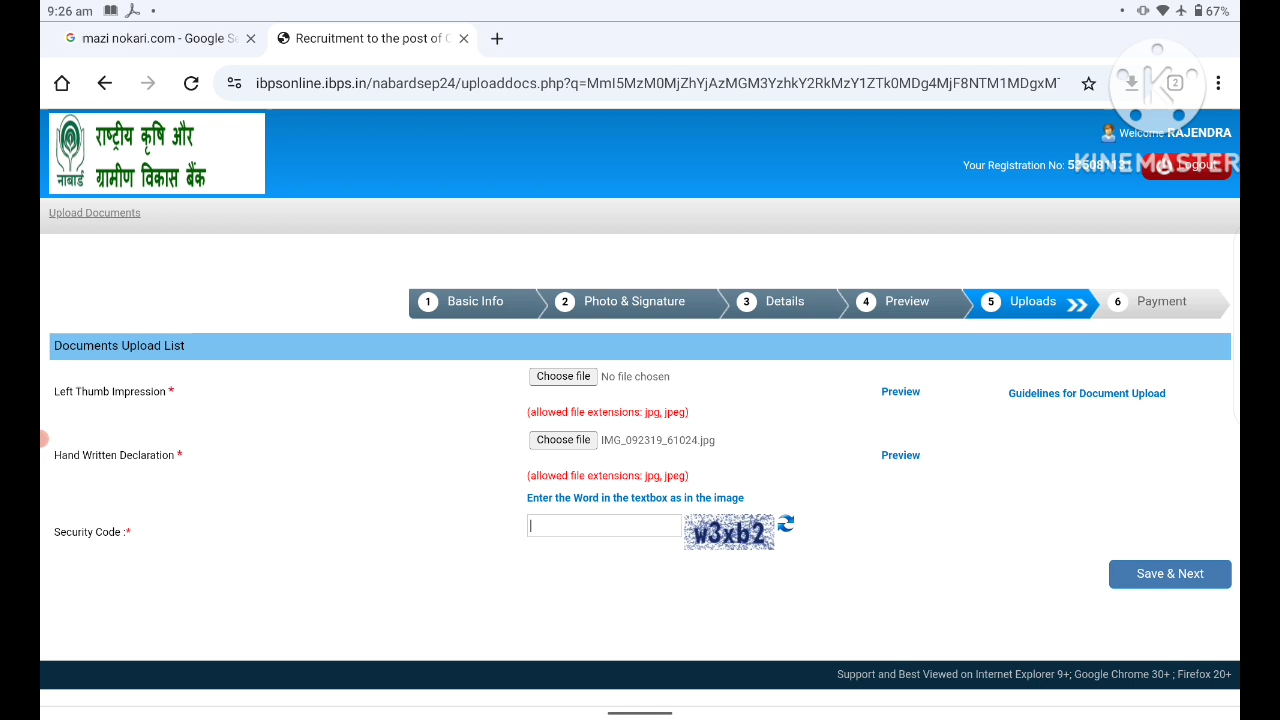 9:26 am
67%
mazi nokari.com - Google Se
Recruitment to the post of
ibpsonline.ibps.in/nabardsep24/uploaddocs.php?q=MmI5MzM0MjZhYjAzMGM3YzhkY2RkMzY1ZTk0MDg4MjF8NTM1MDgxM
2
राष्ट्रीय कृषि और
ग्रामीण विकास बैंक
नाबार्ड
Welcome RAJENDRA
Your Registration No:
KINEMASTER
Logout
Upload Documents
1 Basic Info
2 Photo & Signature
3 Details
4 Preview
5 Uploads
6 Payment
Documents Upload List
Left Thumb Impression *
Choose file No file chosen
Preview
Guidelines for Document Upload
(allowed file extensions: jpg, jpeg)
Hand Written Declaration *
Choose file IMG_092319_61024.jpg
Preview
(allowed file extensions: jpg, jpeg)
Enter the Word in the textbox as in the image
Security Code :*
w3xb2
Save & Next
Support and Best Viewed on Internet Explorer 9+; Google Chrome 30+ ; Firefox 20+